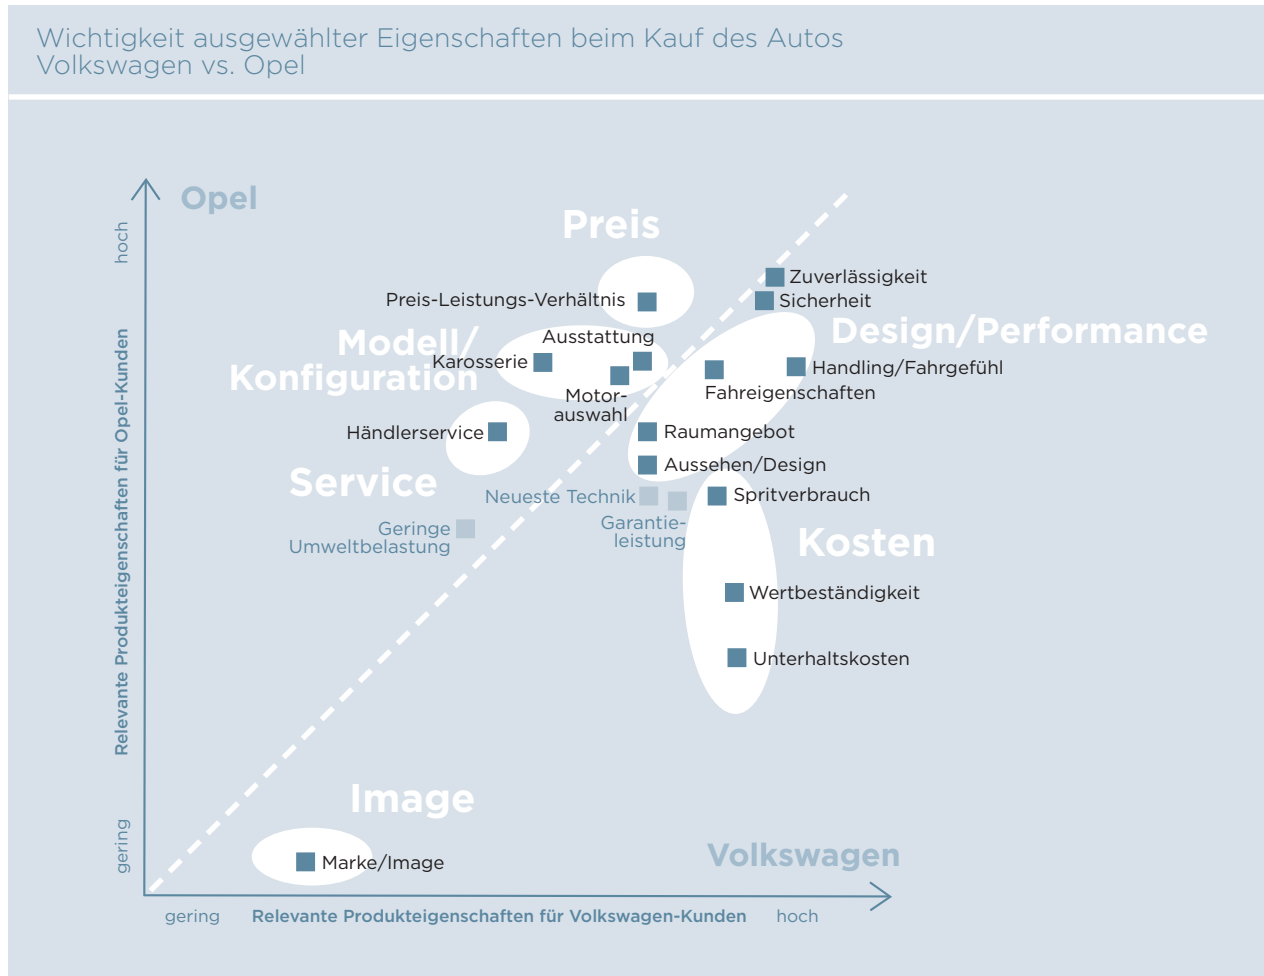 Wichtigkeit ausgewählter Eigenschaften beim Kauf des Autos
Volkswagen vs. Opel
Opel
hoch
Preis
Zuverlässigkeit
Preis-Leistungs-Verhältnis
Sicherheit
Design/Performance
Modell/
Konfiguration
Ausstattung
Karosserie
Handling/Fahrgefühl
Fahreigenschaften
Motor-
auswahl
Händlerservice
Raumangebot
Aussehen/Design
Service
Neueste Technik
Spritverbrauch
Garantie-
leistung
Geringe
Umweltbelastung
Kosten
Wertbeständigkeit
Unterhaltskosten
Relevante Produkteigenschaften für Opel-Kunden
Image
gering
Marke/Image
Volkswagen
gering
Relevante Produkteigenschaften für Volkswagen-Kunden
hoch